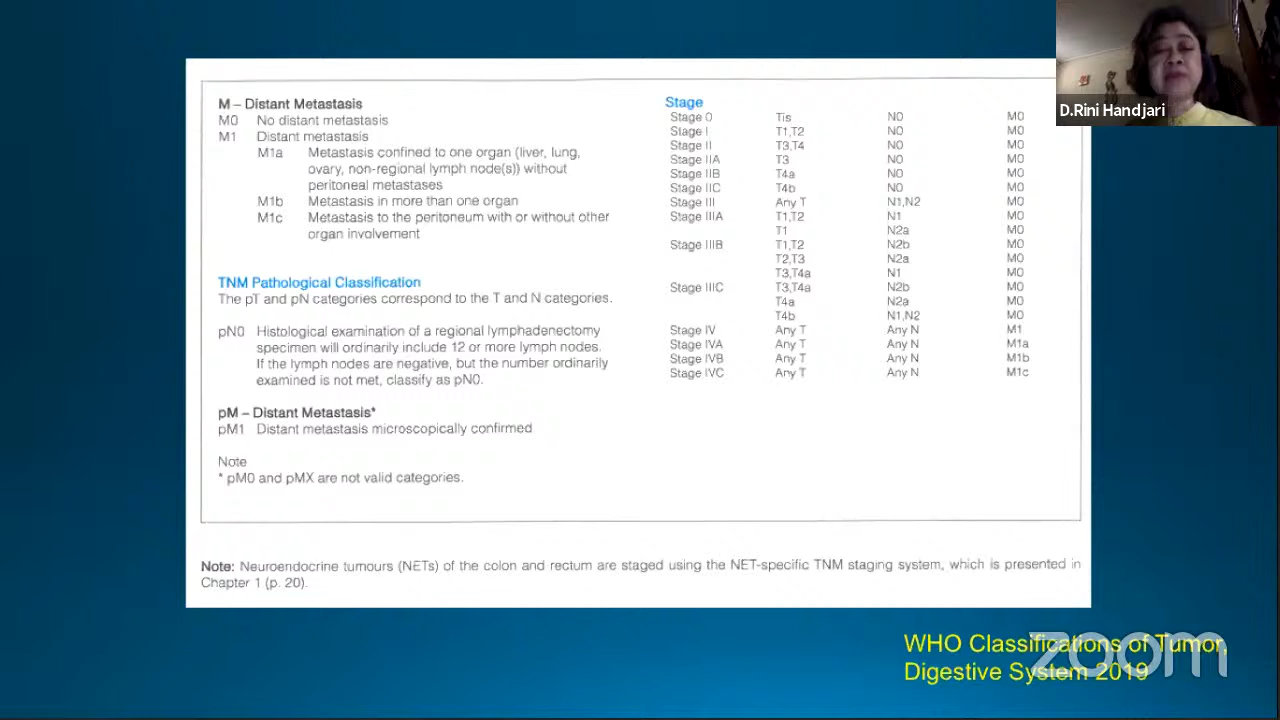 M – Distant Metastasis
M0 No distant metastasis
M1 Distant metastasis
M1a Metastasis confined to one organ (liver, lung,
ovary, non-regional lymph node(s)) without
peritoneal metastases
M1b Metastasis in more than one organ
M1c Metastasis to the peritoneum with or without other
organ involvement
TNM Pathological Classification
The pT and pN categories correspond to the T and N categories.
pN0 Histological examination of a regional lymphadenectomy
specimen will ordinarily include 12 or more lymph nodes.
If the lymph nodes are negative, but the number ordinarily
examined is not met, classify as pN0.
pM – Distant Metastasis*
pM1 Distant metastasis microscopically confirmed
Note
* pM0 and pMX are not valid categories.
Stage
Stage 0 Tis N0 M0
Stage I T1,T2 N0 M0
Stage II T3,T4 N0 M0
Stage IIA T3 N0 M0
Stage IIB T4a N0 M0
Stage IIC T4b N0 M0
Stage III Any T N1,N2 M0
Stage IIIA T1,T2 N1 M0
T1 N2a M0
Stage IIIB T1,T2 N2b M0
T2,T3 N2a M0
T3,T4a N1 M0
Stage IIIC T3,T4a N2b M0
T4a N2a M0
T4b N1,N2 M0
Stage IV Any T Any N M1
Stage IVA Any T Any N M1a
Stage IVB Any T Any N M1b
Stage IVC Any T Any N M1c
Note: Neuroendocrine tumours (NETs) of the colon and rectum are staged using the NET-specific TNM staging system, which is presented in
Chapter 1 (p. 20).
D.Rini Handjari
WHO Classifications of Tumor,
Digestive System 2019
zoom